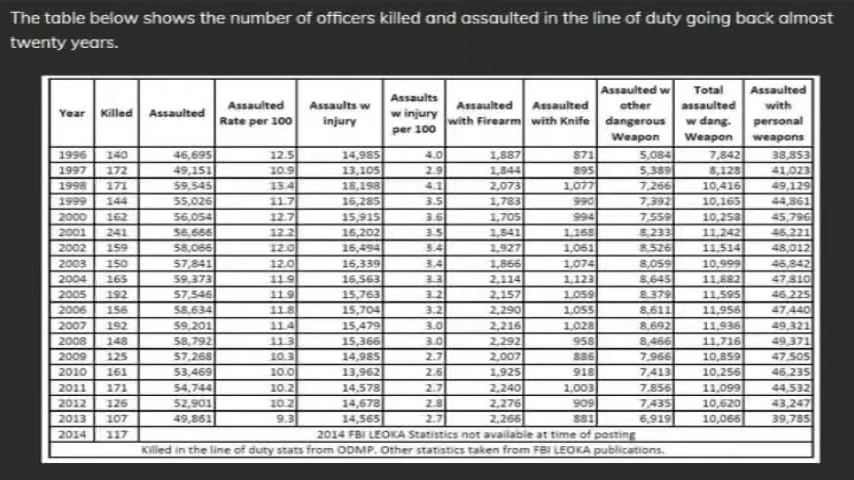 The table below shows the number of officers killed and assaulted in the line of duty going back almost
twenty years.
Year Killed Assaulted Assaulted Rate per 100 Assaults w injury Assaults w injury per 100 Assaulted with Firearm Assaulted with Knife Assaulted w other dangerous Weapon Total assaulted w dang. Weapon Assaulted with personal weapons
1996 140 46,695 12.5 14,985 4.0 1,887 871 5,084 7,842 38,853
1997 172 49,151 10.9 13,105 2.9 1,844 895 5,389 8,128 41,023
1998 171 59,545 13.4 18,198 4.1 2,073 1,077 7,266 10,416 49,129
1999 144 55,026 11.7 16,285 3.5 1,783 990 7,392 10,165 44,861
2000 162 56,054 12.7 15,915 3.6 1,705 994 7,559 10,258 45,796
2001 241 56,666 12.2 16,202 3.5 1,841 1,168 8,233 11,242 46,221
2002 159 58,066 12.0 16,494 3.4 1,927 1,061 8,526 11,514 48,012
2003 150 57,841 12.0 16,339 3.4 1,866 1,074 8,059 10,999 46,842
2004 165 59,373 11.9 16,563 3.3 2,114 1,123 8,645 11,882 47,810
2005 192 57,546 11.9 15,763 3.2 2,157 1,059 8,379 11,595 46,225
2006 156 58,634 11.8 15,704 3.2 2,290 1,055 8,611 11,956 47,440
2007 192 59,201 11.4 15,479 3.0 2,216 1,028 8,692 11,936 49,321
2008 148 58,792 11.3 15,366 3.0 2,292 958 8,466 11,716 49,371
2009 125 57,268 10.3 14,985 2.7 2,007 886 7,966 10,859 47,505
2010 161 53,469 10.0 13,962 2.6 1,925 918 7,413 10,256 46,235
2011 171 54,744 10.2 14,578 2.7 2,240 1,003 7,856 11,099 44,532
2012 126 52,901 10.2 14,678 2.8 2,276 909 7,435 10,620 43,247
2013 107 49,861 9.3 14,565 2.7 2,266 881 6,919 10,066 39,785
2014 117 2014 FBI LEOKA Statistics not available at time of posting
Killed in the line of duty stats from ODMP. Other statistics taken from FBI LEOKA publications.